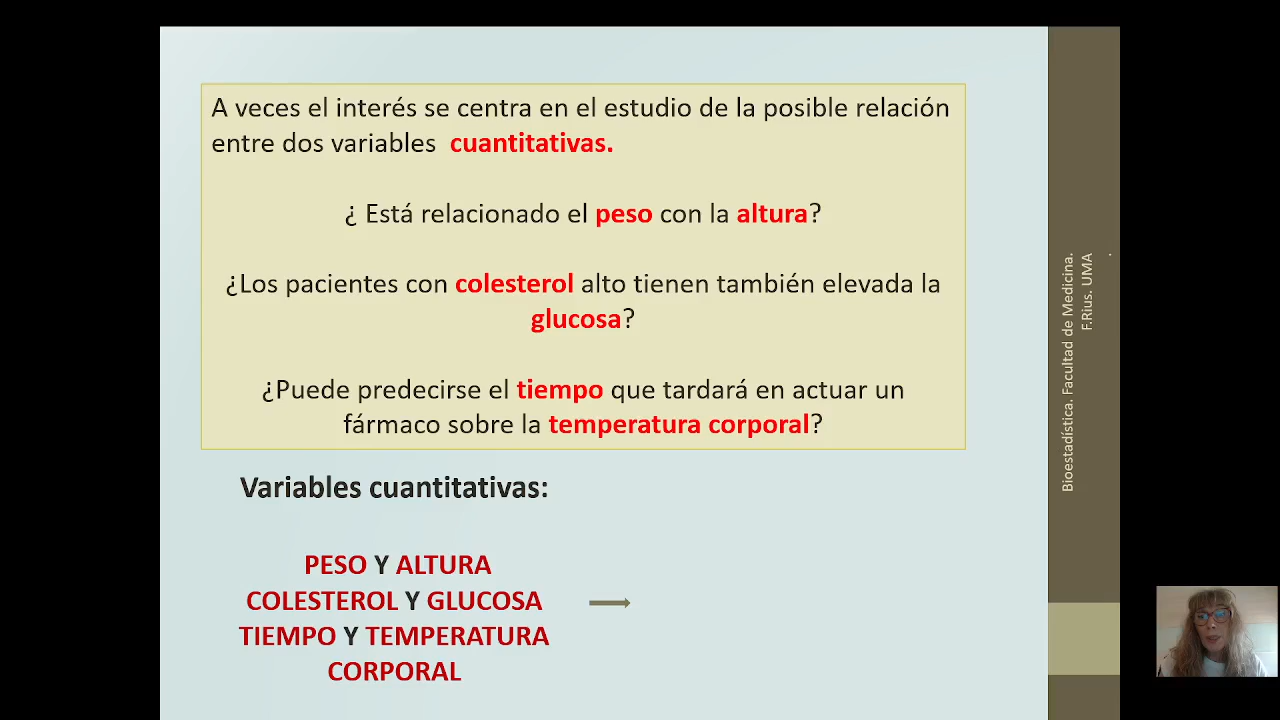 A veces el interés se centra en el estudio de la posible relación
entre dos variables cuantitativas.
¿ Está relacionado el peso con la altura?
¿Los pacientes con colesterol alto tienen también elevada la
glucosa?
¿Puede predecirse el tiempo que tardará en actuar un
fármaco sobre la temperatura corporal?
Variables cuantitativas:
PESO Y ALTURA
COLESTEROL Y GLUCOSA
TIEMPO Y TEMPERATURA
CORPORAL
Bioestadística. Facultad de Medicina.
F.Rius. UMA
.